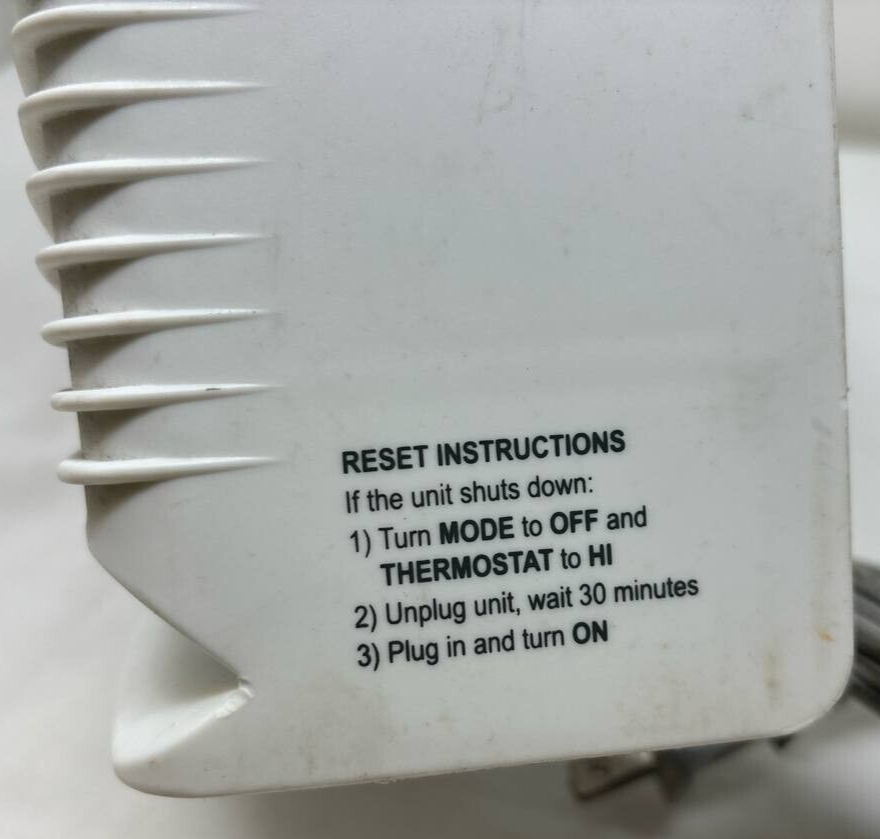 RESET INSTRUCTIONS
If the unit shuts down:
1) Turn MODE to OFF and
THERMOSTAT to HI
2) Unplug unit, wait 30 minutes
3) Plug in and turn ON